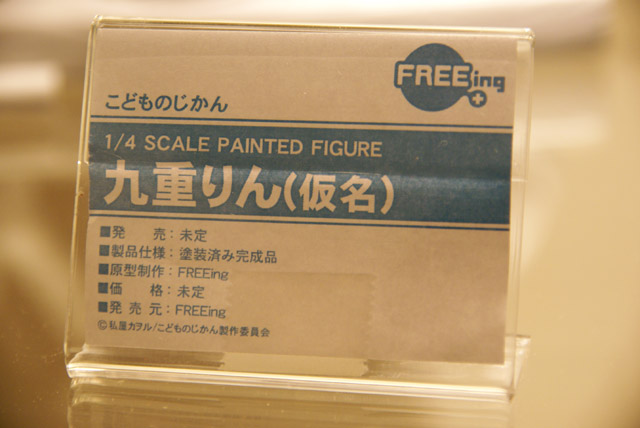 FREEing
こどものじかん
1/4 SCALE PAINTED FIGURE
九重りん(仮名)
■発　　売：未定
■製品仕様：塗装済み完成品
■原型制作：FREEing
■価　　格：未定
■発 売 元：FREEing
©私屋カヲル/こどものじかん製作委員会